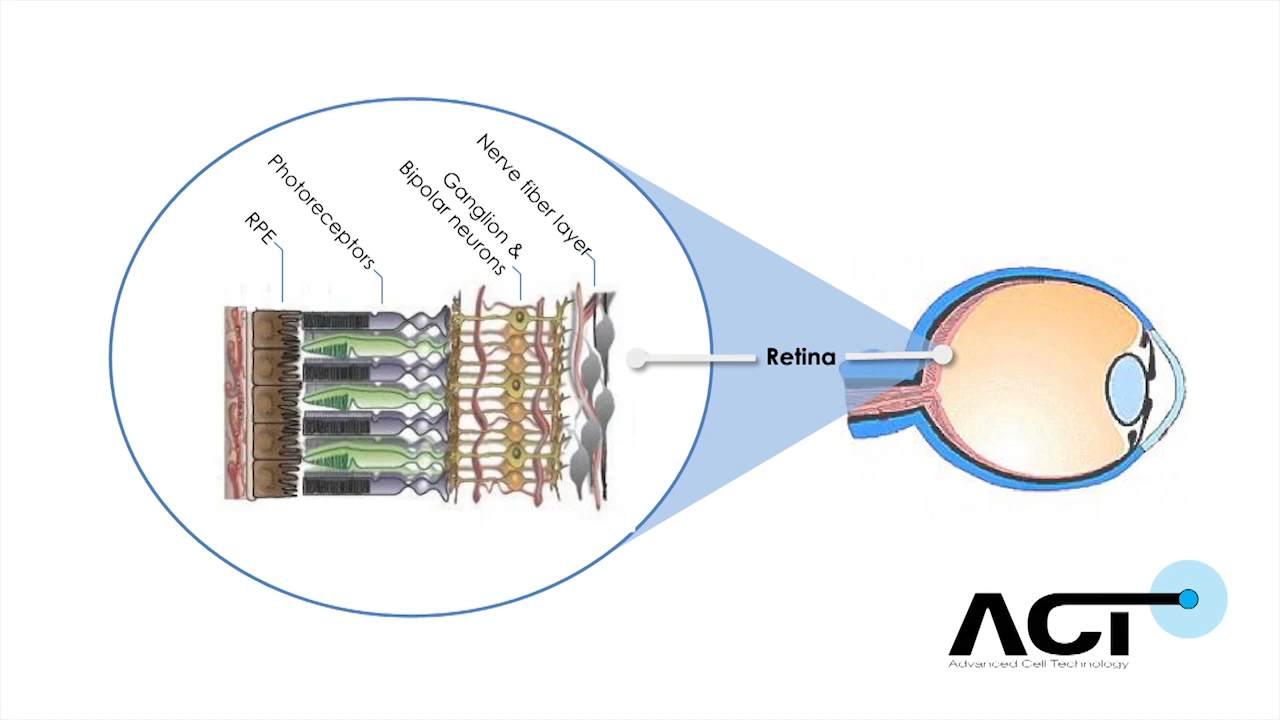 RPE
Photoreceptors
Ganglion &
Bipolar neurons
Nerve fiber layer
Retina
ACT
Advanced Cell Technology